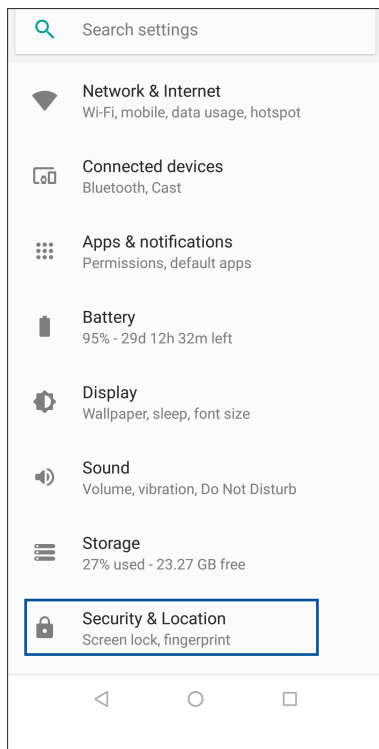 Search settings
Network & Internet
Wi-Fi, mobile, data usage, hotspot
Connected devices
Bluetooth, Cast
Apps & notifications
Permissions, default apps
Battery
95% - 29d 12h 32m left
Display
Wallpaper, sleep, font size
Sound
Volume, vibration, Do Not Disturb
Storage
27% used - 23.27 GB free
Security & Location
Screen lock, fingerprint